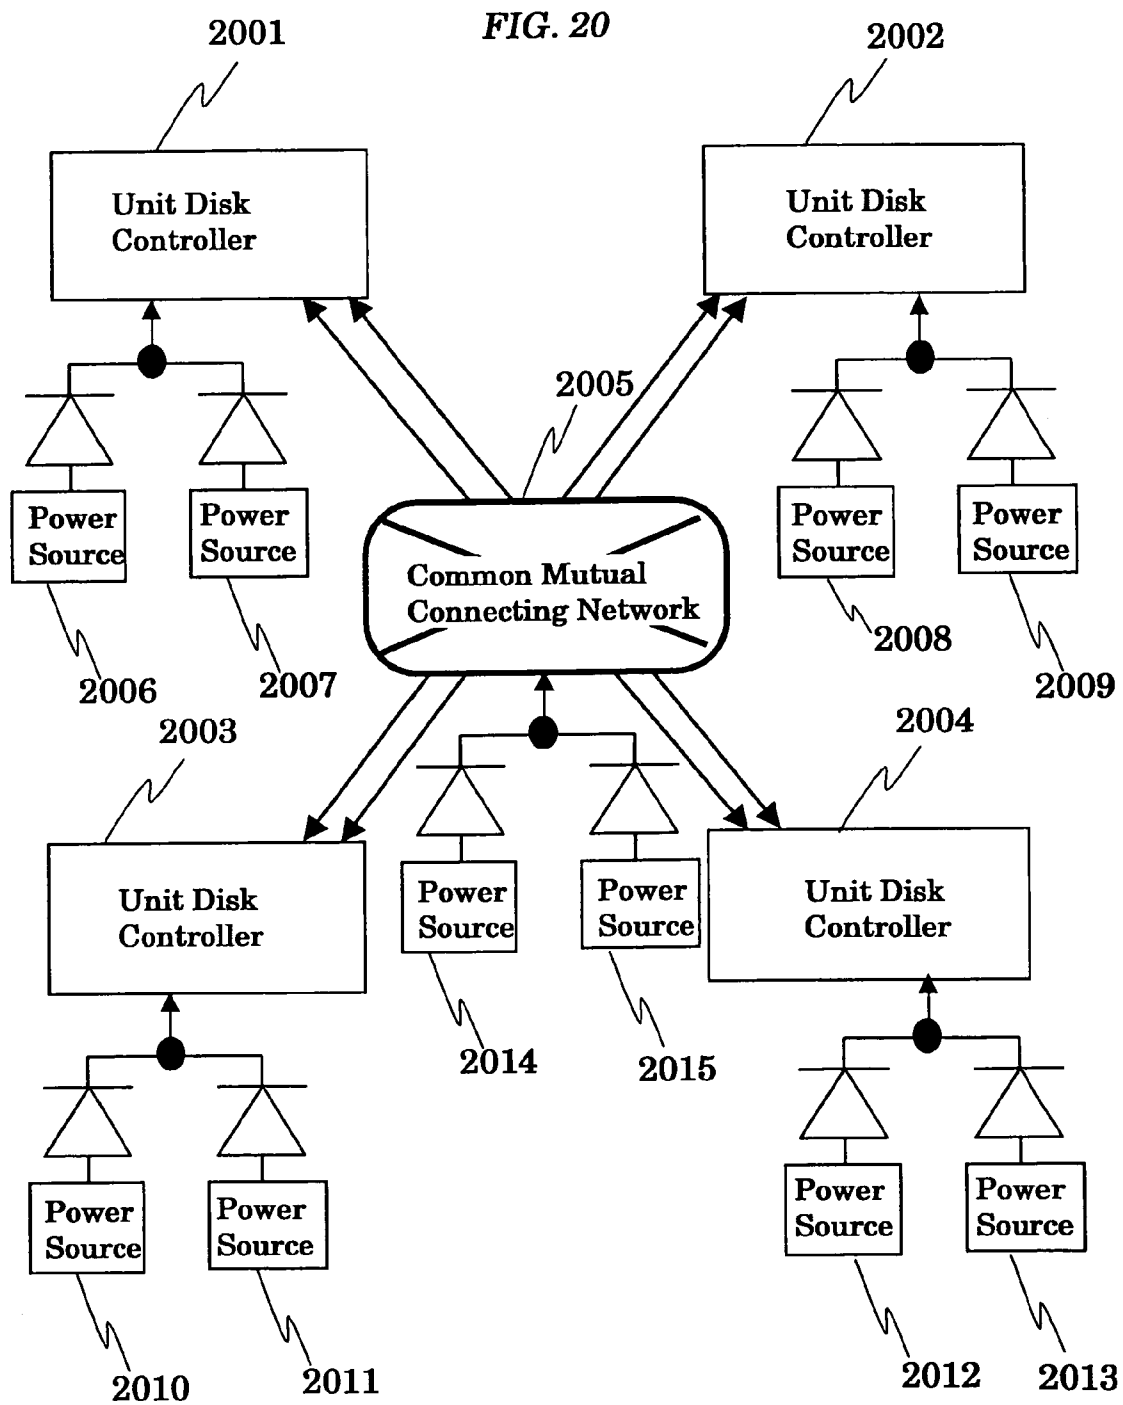 FIG. 20
2001
2002
Unit Disk
Controller
Unit Disk
Controller
2005
Power
Source
Power
Source
Power
Source
Power
Source
Common Mutual
Connecting Network
2006
2007
2008
2009
2003
2004
Unit Disk
Controller
Power
Source
Power
Source
Unit Disk
Controller
2014
2015
Power
Source
Power
Source
Power
Source
Power
Source
2010
2011
2012
2013